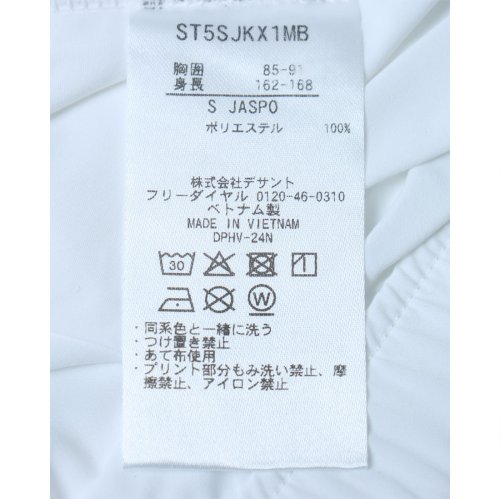 ST5SJKX1MB
胸囲 85-91
身長 162-168
S JASPO
ポリエステル 100%
株式会社デサント
フリーダイヤル 0120-46-0310
ベトナム製
MADE IN VIETNAM
DPHV-24N
30
W
・同系色と一緒に洗う
・つけ置き禁止
・あて布使用
・プリント部分もみ洗い禁止、摩
擦禁止、アイロン禁止